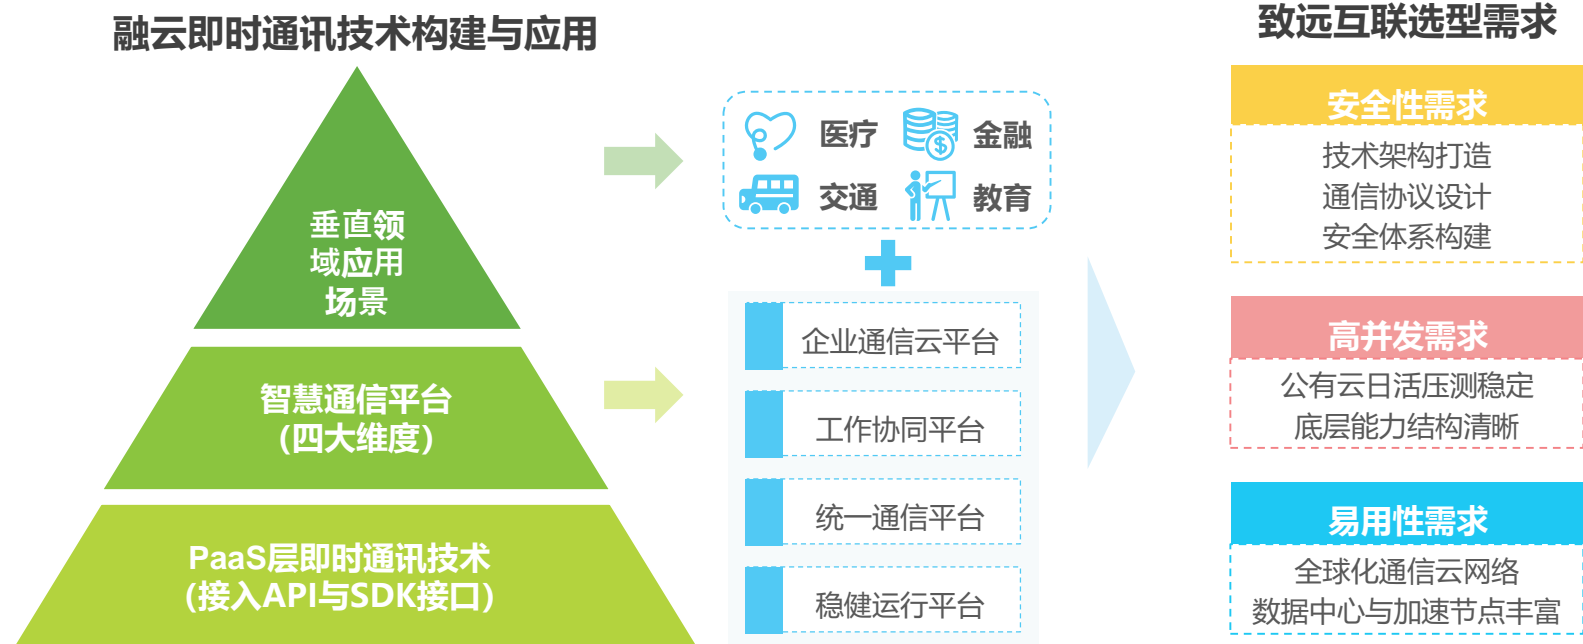 融云即时通讯技术构建与应用
垂直领
域应用
场景
智慧通信平台
（四大维度）
PaaS层即时通讯技术
（接入API与SDK接口）
医疗
金融
交通
教育
企业通信云平台
工作协同平台
统一通信平台
稳健运行平台
致远互联选型需求
安全性需求
技术架构打造
通信协议设计
安全体系构建
高并发需求
公有云日活压测稳定
底层能力结构清晰
易用性需求
全球化通信云网络
数据中心与加速节点丰富